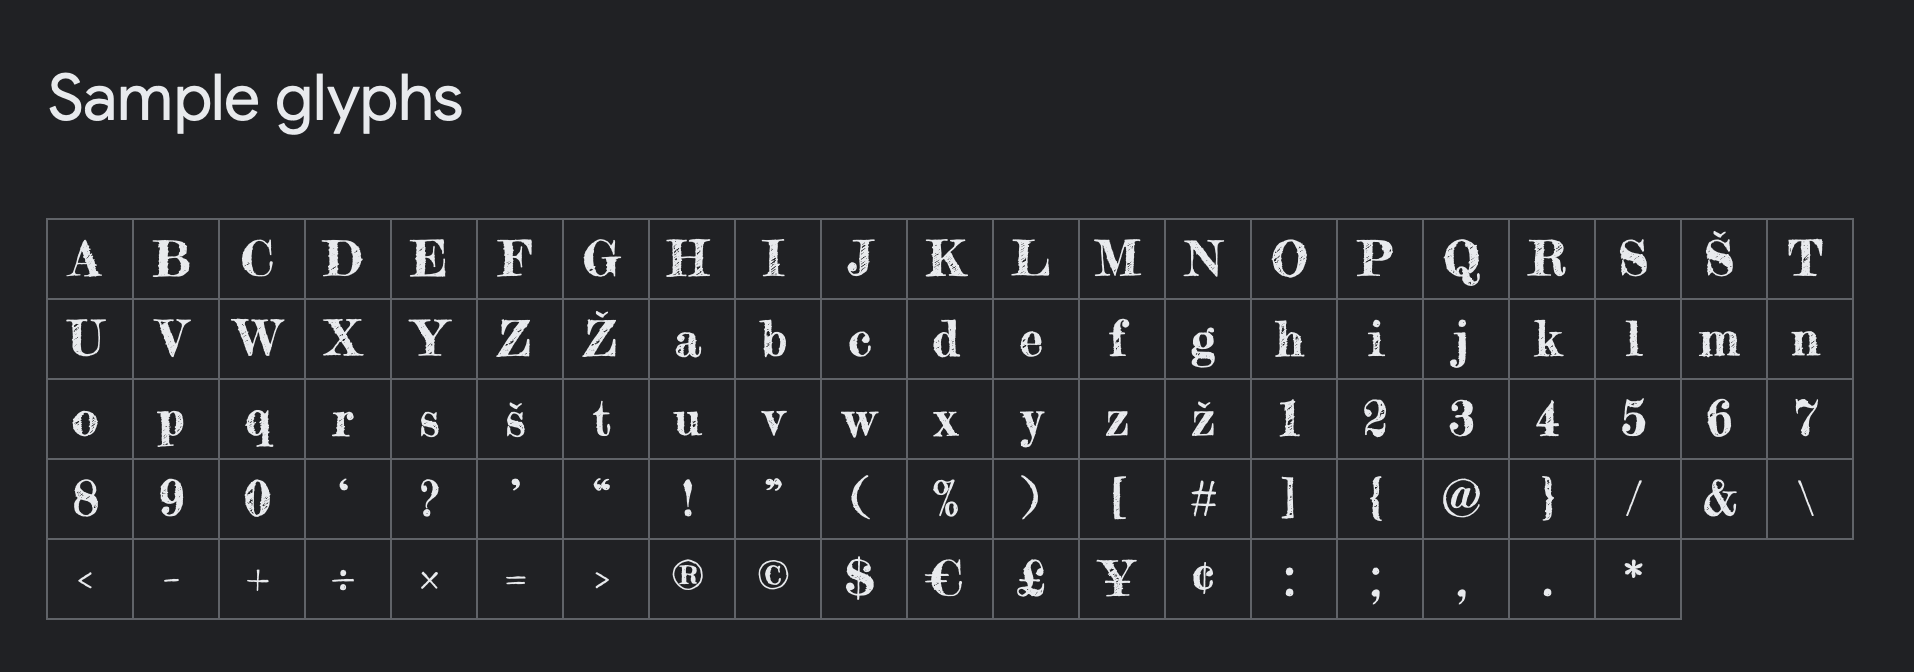 Sample glyphs
A B C D E F G H I J K L M N O P Q R S Š T
U V W X Y Z Ž a b c d e f g h i j k l m n
o p q r s š t u v w x y z ž 1 2 3 4 5 6 7
8 9 0 ‘ ? ’ “ ! ” ( % ) [ # ] { @ } / & \
< - + ÷ × = > ® © $ € £ ¥ ¢ : ; , . *